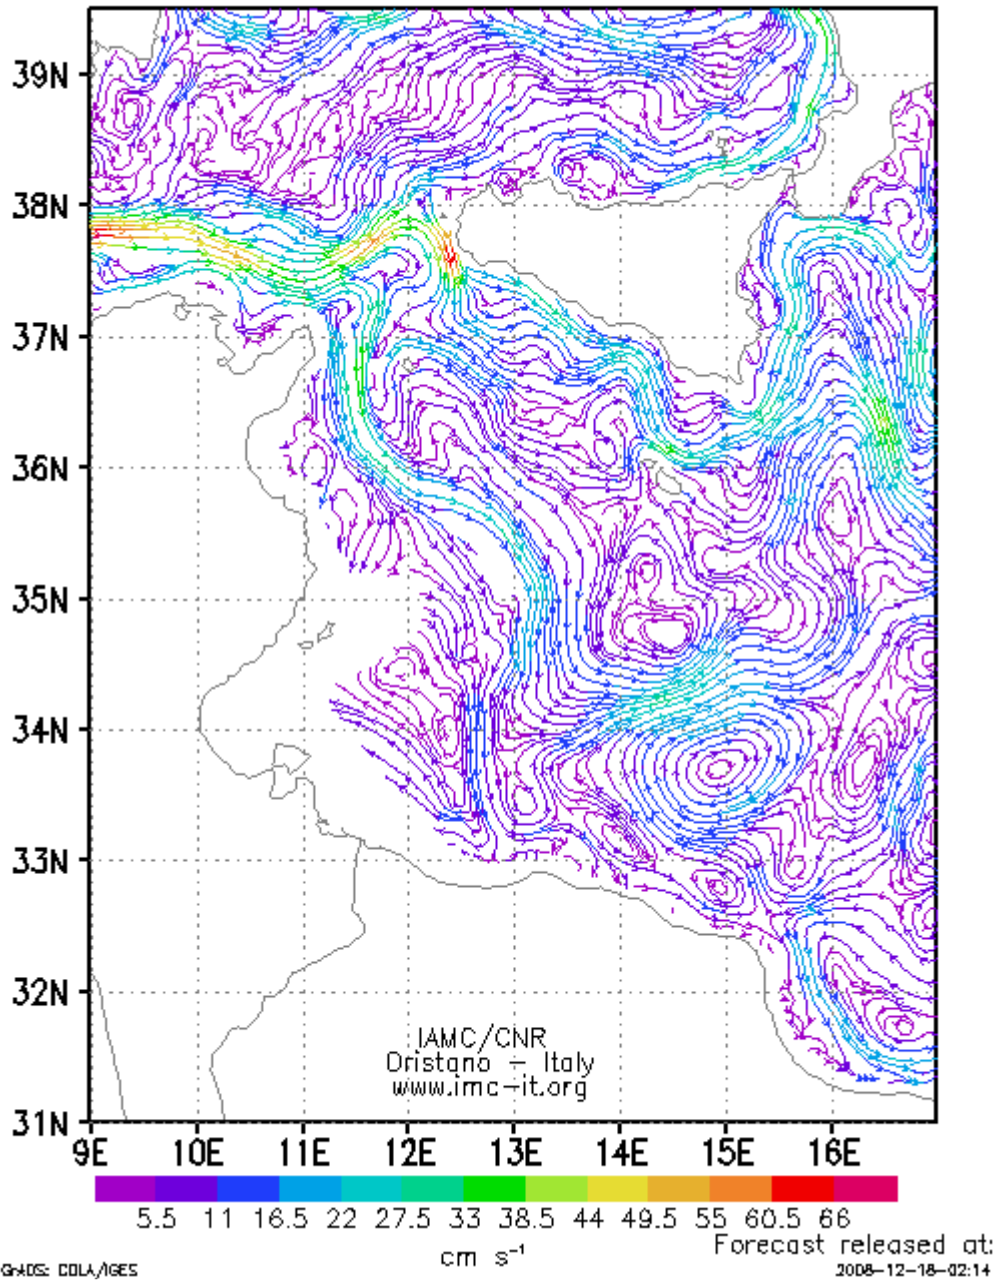 39N
38N
37N
36N
35N
34N
33N
32N
31N
IAMC/CNR
Oristano – Italy
www.imc-it.org
9E 10E 11E 12E 13E 14E 15E 16E
5.5 11 16.5 22 27.5 33 38.5 44 49.5 55 60.5 66
cm s⁻¹
Forecast released at:
GrADS: COLA/IGES
2008-12-18-02:14